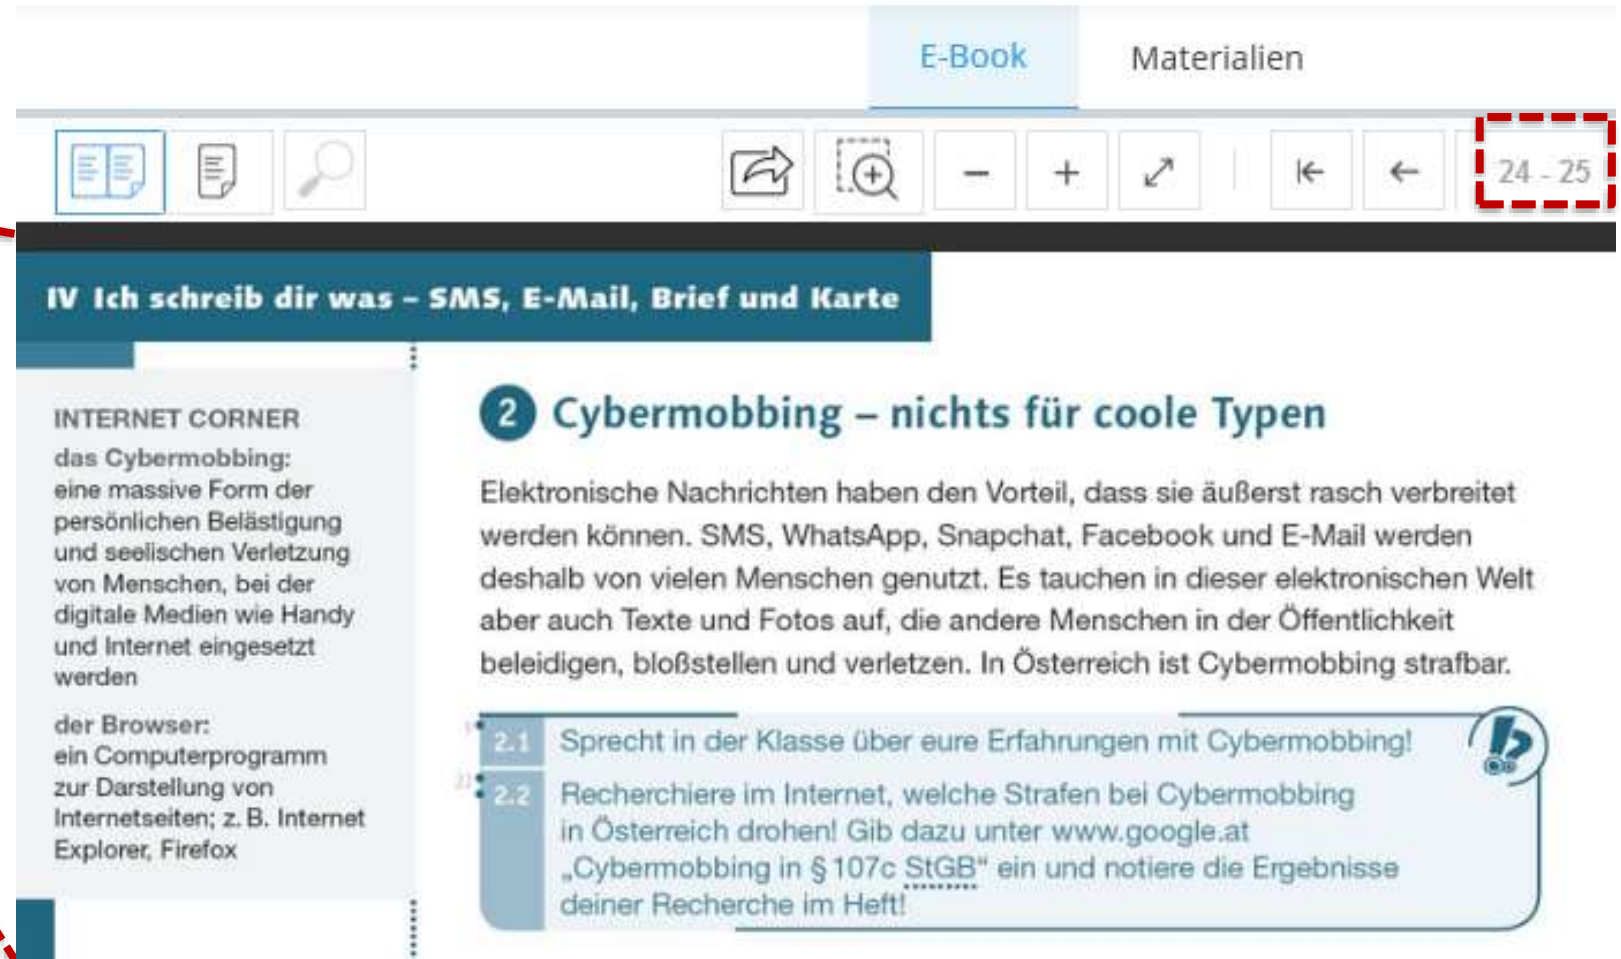 E-Book Materialien
24 - 25
IV Ich schreib dir was – SMS, E-Mail, Brief und Karte
INTERNET CORNER
das Cybermobbing:
eine massive Form der
persönlichen Belästigung
und seelischen Verletzung
von Menschen, bei der
digitale Medien wie Handy
und Internet eingesetzt
werden
der Browser:
ein Computerprogramm
zur Darstellung von
Internetseiten; z. B. Internet
Explorer, Firefox
2 Cybermobbing – nichts für coole Typen
Elektronische Nachrichten haben den Vorteil, dass sie äußerst rasch verbreitet
werden können. SMS, WhatsApp, Snapchat, Facebook und E-Mail werden
deshalb von vielen Menschen genutzt. Es tauchen in dieser elektronischen Welt
aber auch Texte und Fotos auf, die andere Menschen in der Öffentlichkeit
beleidigen, bloßstellen und verletzen. In Österreich ist Cybermobbing strafbar.
2.1 Sprecht in der Klasse über eure Erfahrungen mit Cybermobbing!
2.2 Recherchiere im Internet, welche Strafen bei Cybermobbing
in Österreich drohen! Gib dazu unter www.google.at
„Cybermobbing in § 107c StGB“ ein und notiere die Ergebnisse
deiner Recherche im Heft!